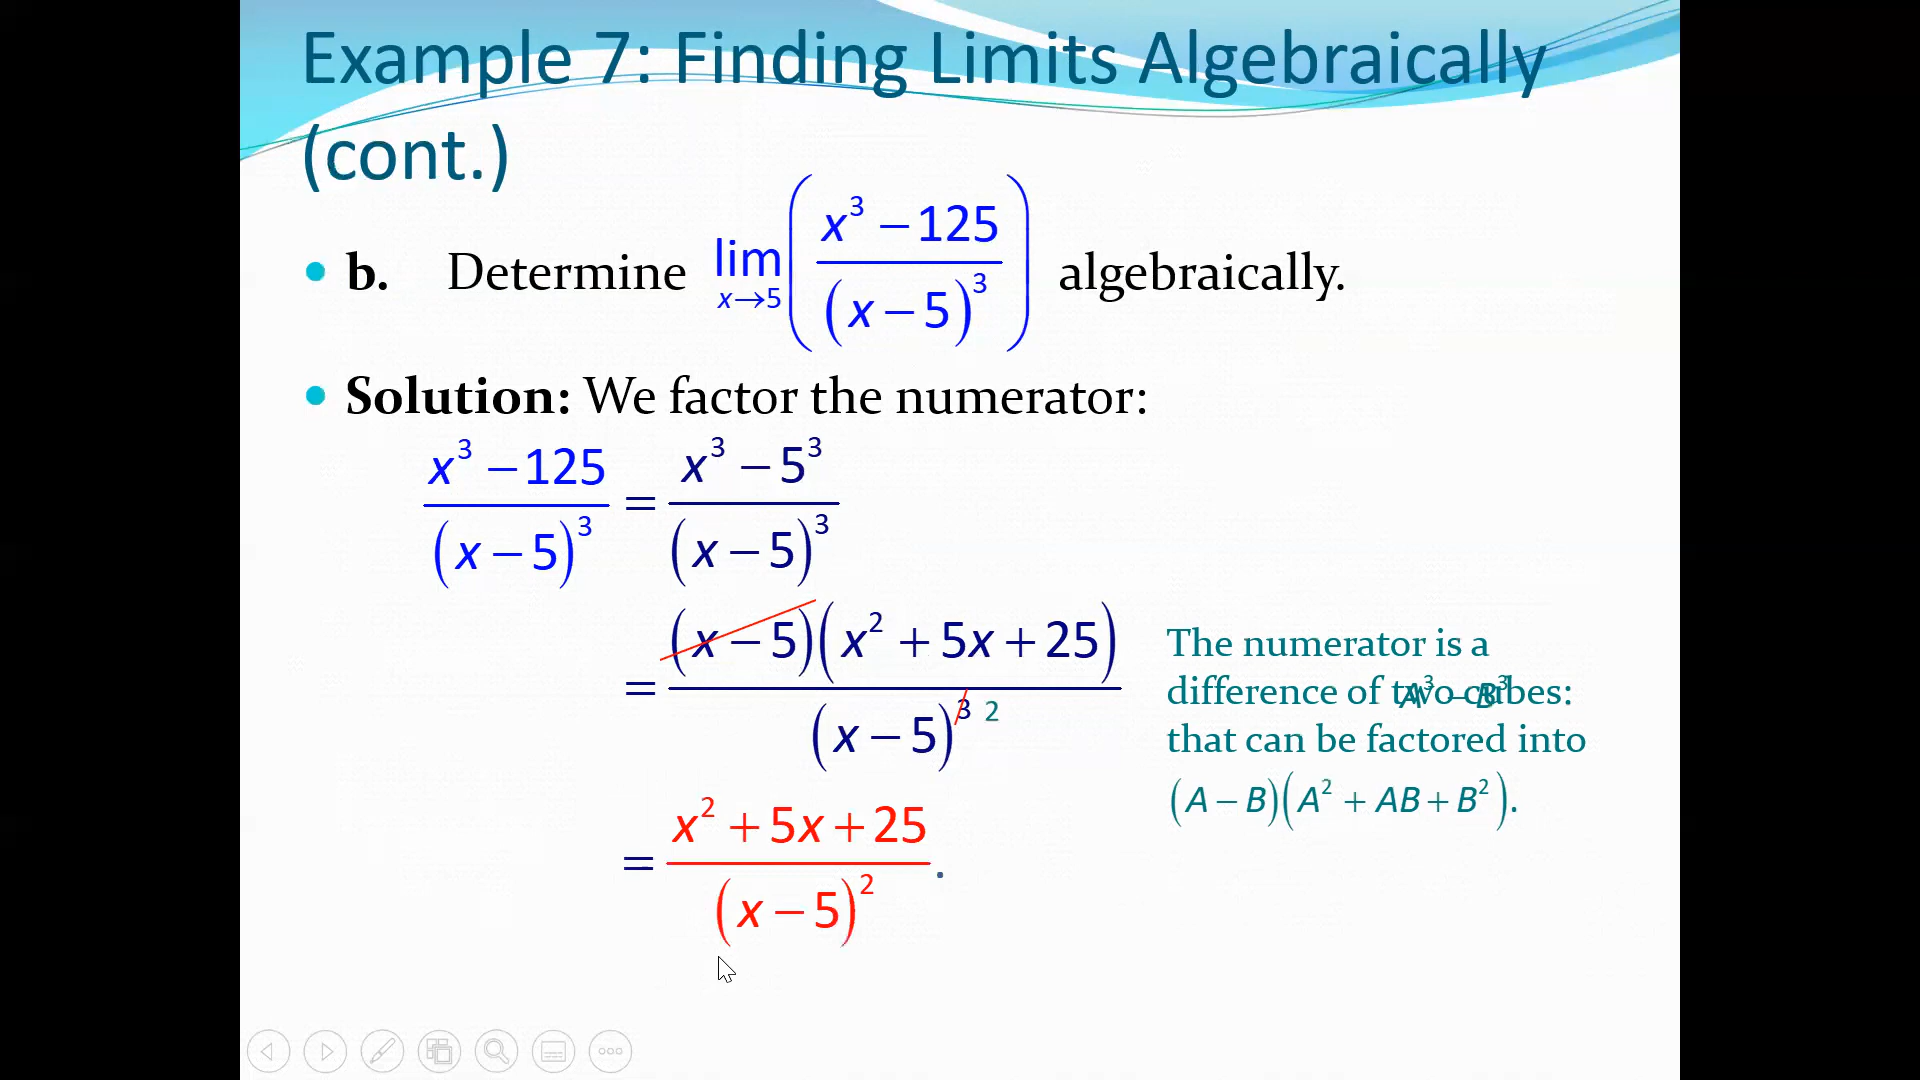 Example 7: Finding Limits Algebraically
(cont.)
• b. Determine lim x→5 ( (x³ − 125) / (x − 5)³ ) algebraically.
• Solution: We factor the numerator:
(x³ − 125) / (x − 5)³ = (x³ − 5³) / (x − 5)³
= (x − 5)(x² + 5x + 25) / (x − 5)³ ²
The numerator is a
difference of two cubes: A³ − B³
that can be factored into
(A − B)(A² + AB + B²).
= (x² + 5x + 25) / (x − 5)² .